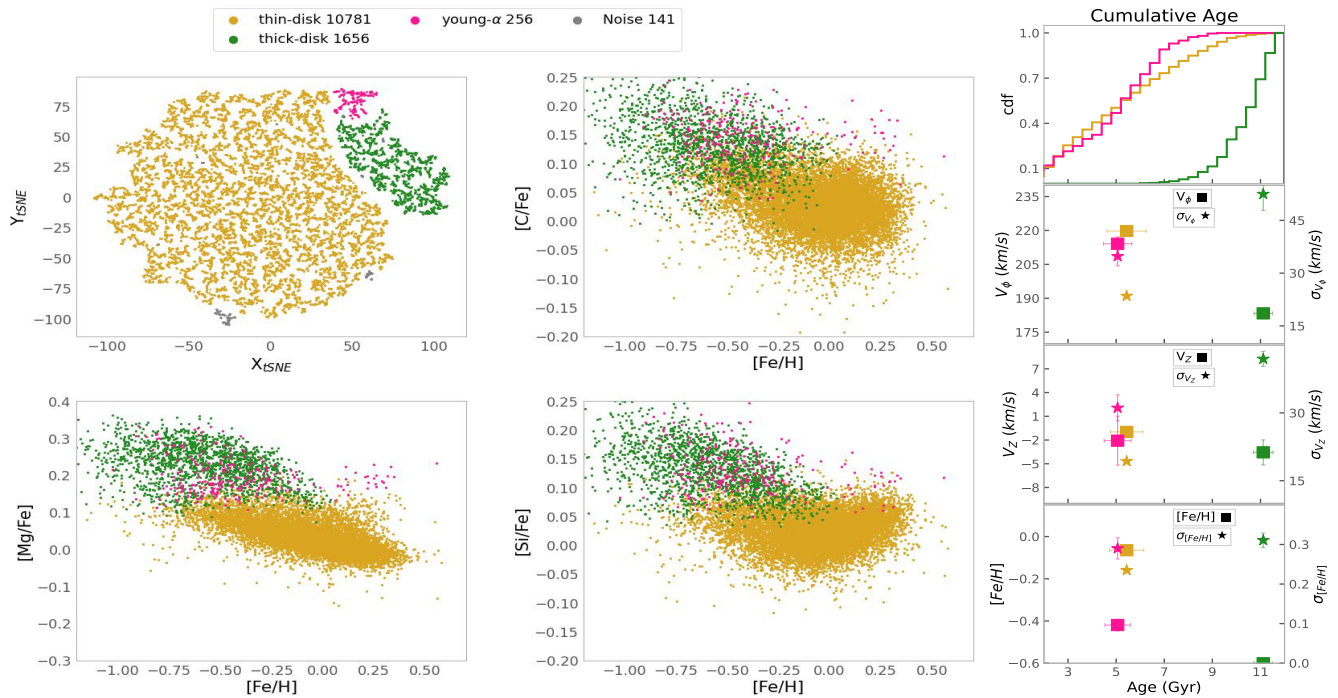 thin-disk 10781
thick-disk 1656
young-α 256
Noise 141
75
50
25
0
−25
−50
−75
−100
Y_tSNE
−100 −50 0 50 100
X_tSNE
0.25
0.20
0.15
0.10
0.05
0.00
−0.05
−0.10
−0.15
−0.20
[C/Fe]
−1.00 −0.75 −0.50 −0.25 0.00 0.25 0.50
[Fe/H]
0.4
0.3
0.2
0.1
0.0
−0.1
−0.2
−0.3
[Mg/Fe]
−1.00 −0.75 −0.50 −0.25 0.00 0.25 0.50
[Fe/H]
0.25
0.20
0.15
0.10
0.05
0.00
−0.05
−0.10
−0.15
−0.20
[Si/Fe]
−1.00 −0.75 −0.50 −0.25 0.00 0.25 0.50
[Fe/H]
Cumulative Age
1.0
0.7
0.4
0.1
cdf
235
220
205
190
175
V_ϕ (km/s)
V_ϕ
σ_Vϕ
45
30
15
σ_Vϕ (km/s)
7
4
1
−2
−5
−8
V_Z (km/s)
V_Z
σ_VZ
30
15
σ_VZ (km/s)
0.0
−0.2
−0.4
−0.6
[Fe/H]
[Fe/H]
σ_[Fe/H]
0.3
0.2
0.1
0.0
σ_[Fe/H]
3 5 7 9 11
Age (Gyr)